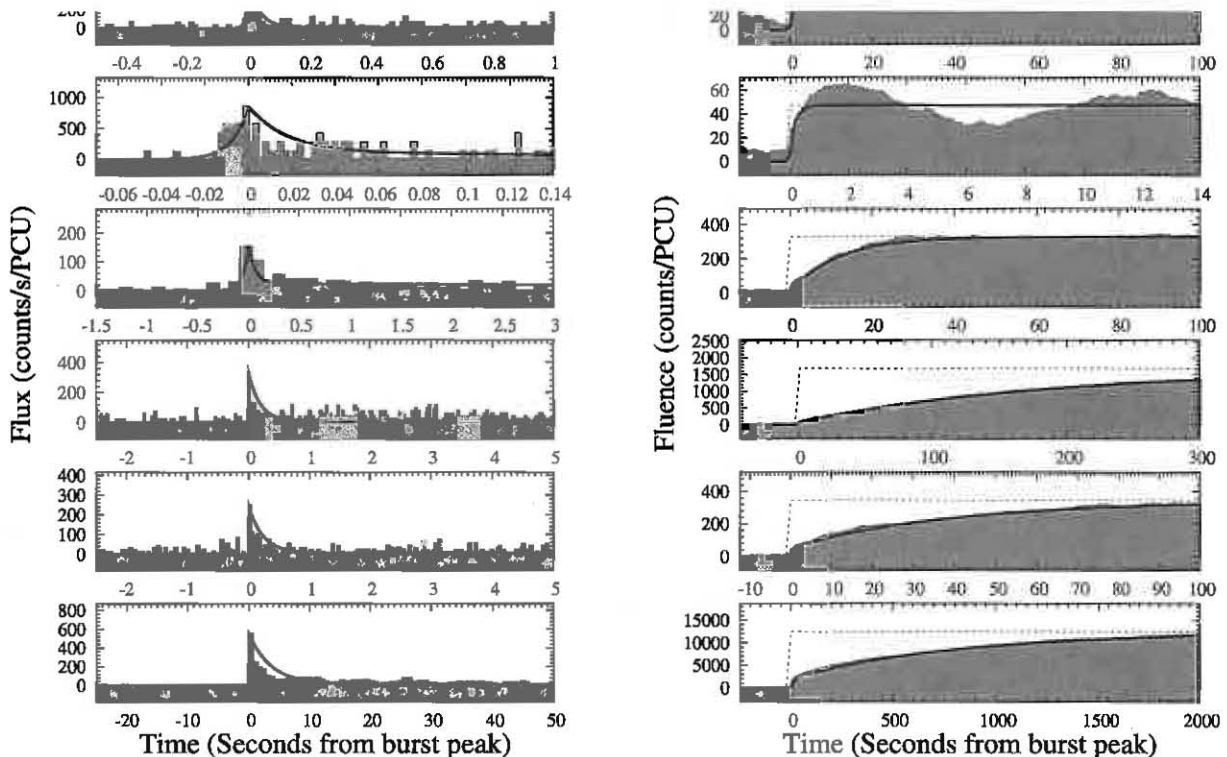 200
0
-0.4 -0.2 0 0.2 0.4 0.6 0.8 1
1000
500
0
-0.06 -0.04 -0.02 0 0.02 0.04 0.06 0.08 0.1 0.12 0.14
200
100
0
-1.5 -1 -0.5 0 0.5 1 1.5 2 2.5 3
400
200
0
-2 -1 0 1 2 3 4 5
400
300
200
100
0
-2 -1 0 1 2 3 4 5
800
600
400
200
0
-20 -10 0 10 20 30 40 50
Flux (counts/s/PCU)
Time (Seconds from burst peak)
20
0
0 20 40 60 80 100
60
40
20
0
0 2 4 6 8 10 12 14
400
200
0
0 20 40 60 80 100
2500
2000
1500
1000
500
0
0 100 200 300
400
200
0
-10 0 10 20 30 40 50 60 70 80 90 100
15000
10000
5000
0
0 500 1000 1500 2000
Fluence (counts/PCU)
Time (Seconds from burst peak)